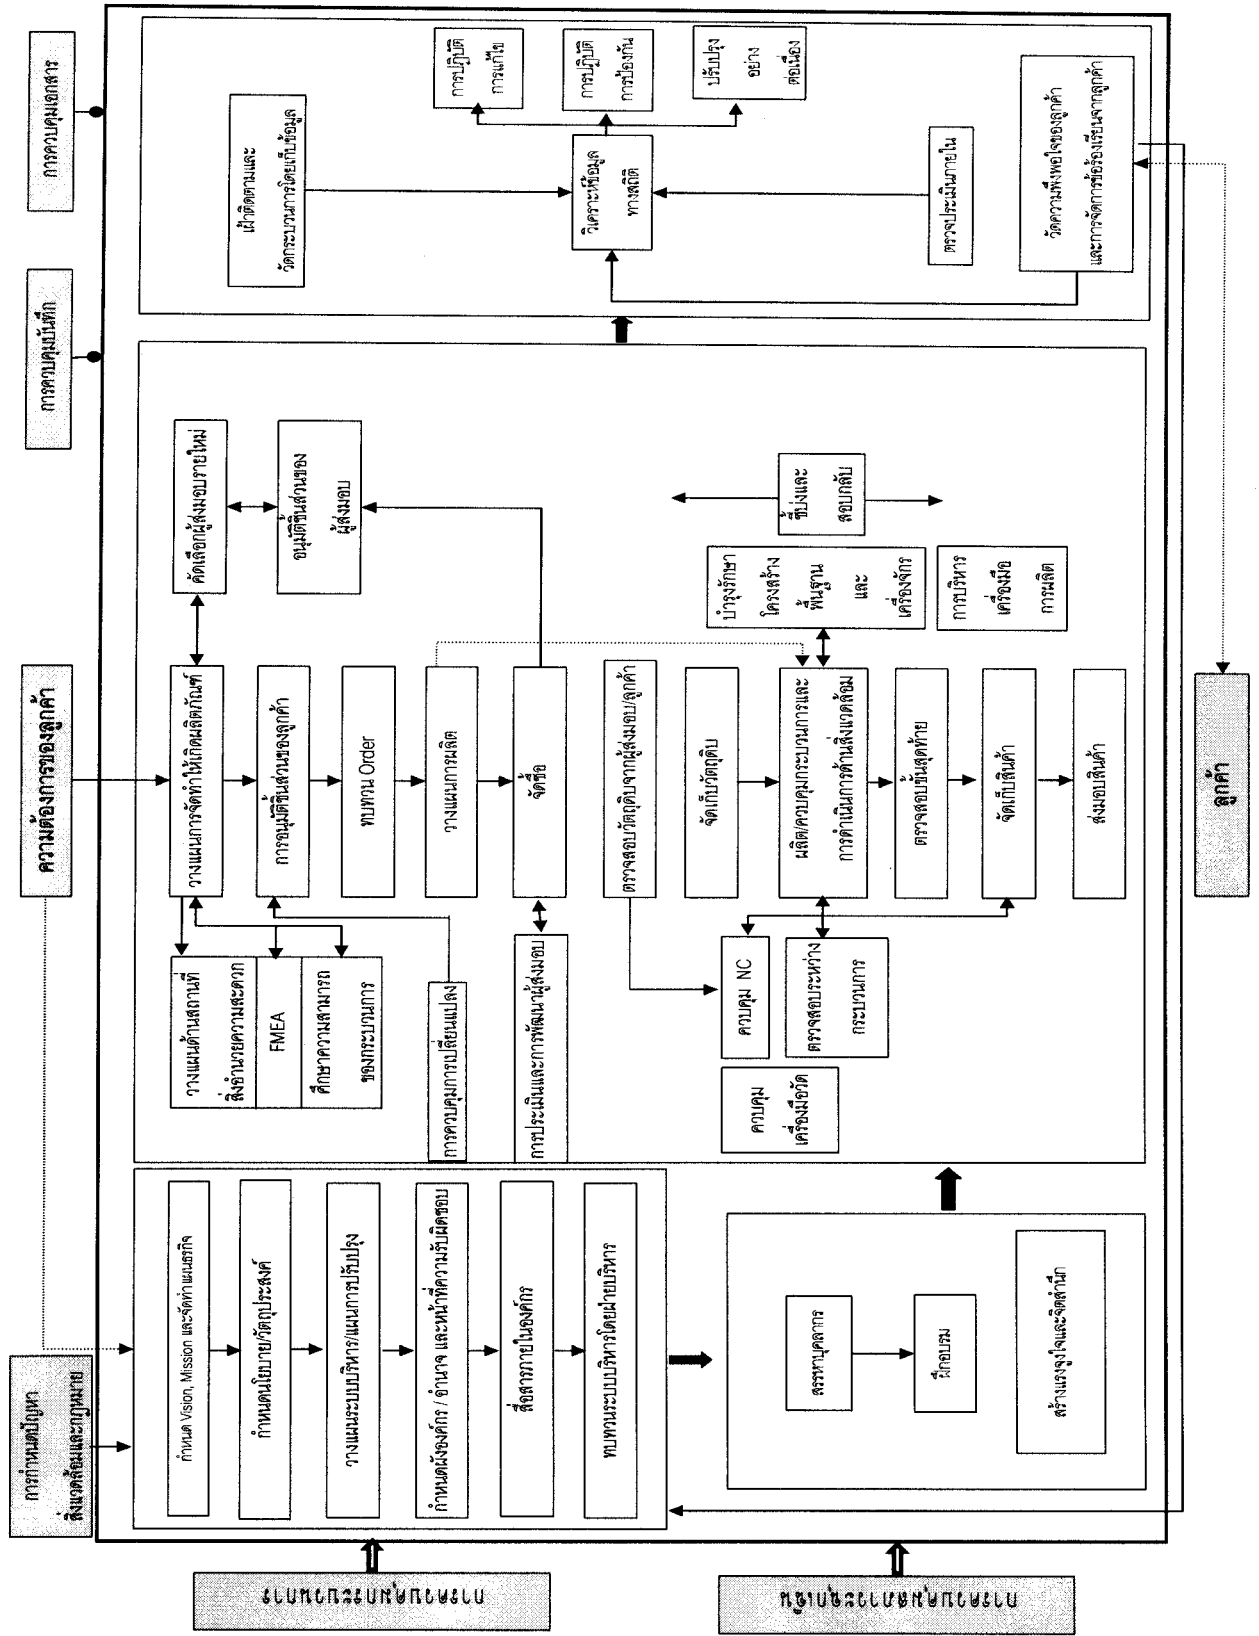 การกำหนดปัญหา
สิ่งแวดล้อมและกฎหมาย
ความต้องการของลูกค้า
การควบคุมบันทึก
การควบคุมเอกสาร
การควบคุมกระบวนการ
การควบคุมสภาวะฉุกเฉิน
กำหนด Vision, Mission และจัดทำแผนธุรกิจ
กำหนดนโยบาย/วัตถุประสงค์
วางแผนระบบบริหาร/แผนการปรับปรุง
กำหนดผังองค์กร / อำนาจ และหน้าที่ความรับผิดชอบ
สื่อสารภายในองค์กร
ทบทวนระบบบริหารโดยฝ่ายบริหาร
สรรหาบุคลากร
ฝึกอบรม
สร้างแรงจูงใจและจิตสำนึก
วางแผนด้านสถานที่
สิ่งอำนวยความสะดวก
FMEA
ศึกษาความสามารถ
ของกระบวนการ
การควบคุมการเปลี่ยนแปลง
การประเมินและการพัฒนาผู้ส่งมอบ
ควบคุม NC
ตรวจสอบระหว่าง
กระบวนการ
ควบคุม
เครื่องมือวัด
วางแผนการจัดทำให้เกิดผลิตภัณฑ์
การอนุมัติชิ้นส่วนของลูกค้า
ทบทวน Order
วางแผนการผลิต
จัดซื้อ
ตรวจสอบวัตถุดิบจากผู้ส่งมอบ/ลูกค้า
จัดเก็บวัตถุดิบ
ผลิต/ควบคุมกระบวนการและ
การดำเนินการด้านสิ่งแวดล้อม
ตรวจสอบขั้นสุดท้าย
จัดเก็บสินค้า
ส่งมอบสินค้า
คัดเลือกผู้ส่งมอบรายใหม่
อนุมัติชิ้นส่วนของ
ผู้ส่งมอบ
บำรุงรักษา
โครงสร้าง
พื้นฐาน
และ
เครื่องจักร
ชี้บ่งและ
สอบกลับ
การบริหาร
เครื่องมือ
การผลิต
เฝ้าติดตามและ
วัดกระบวนการโดยเก็บข้อมูล
วิเคราะห์ข้อมูล
ทางสถิติ
ตรวจประเมินภายใน
วัดความพึงพอใจของลูกค้า
และการจัดการข้อร้องเรียนจากลูกค้า
การปฏิบัติ
การแก้ไข
การปฏิบัติ
การป้องกัน
ปรับปรุง
อย่าง
ต่อเนื่อง
ลูกค้า